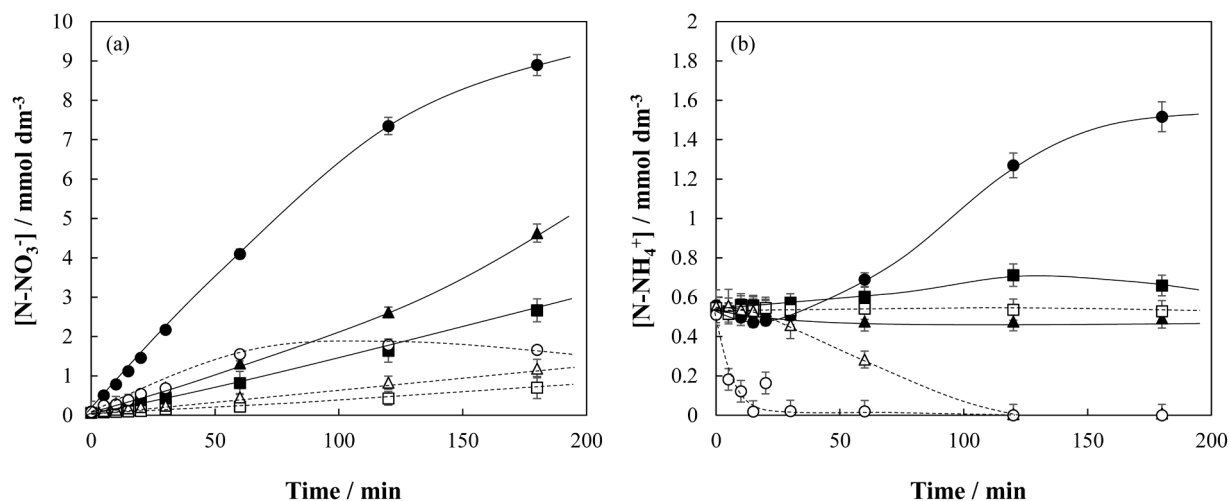 (a)
[N-NO₃⁻] / mmol dm⁻³
10
9
8
7
6
5
4
3
2
1
0
0 50 100 150 200
Time / min
(b)
[N-NH₄⁺] / mmol dm⁻³
2
1.8
1.6
1.4
1.2
1
0.8
0.6
0.4
0.2
0
0 50 100 150 200
Time / min